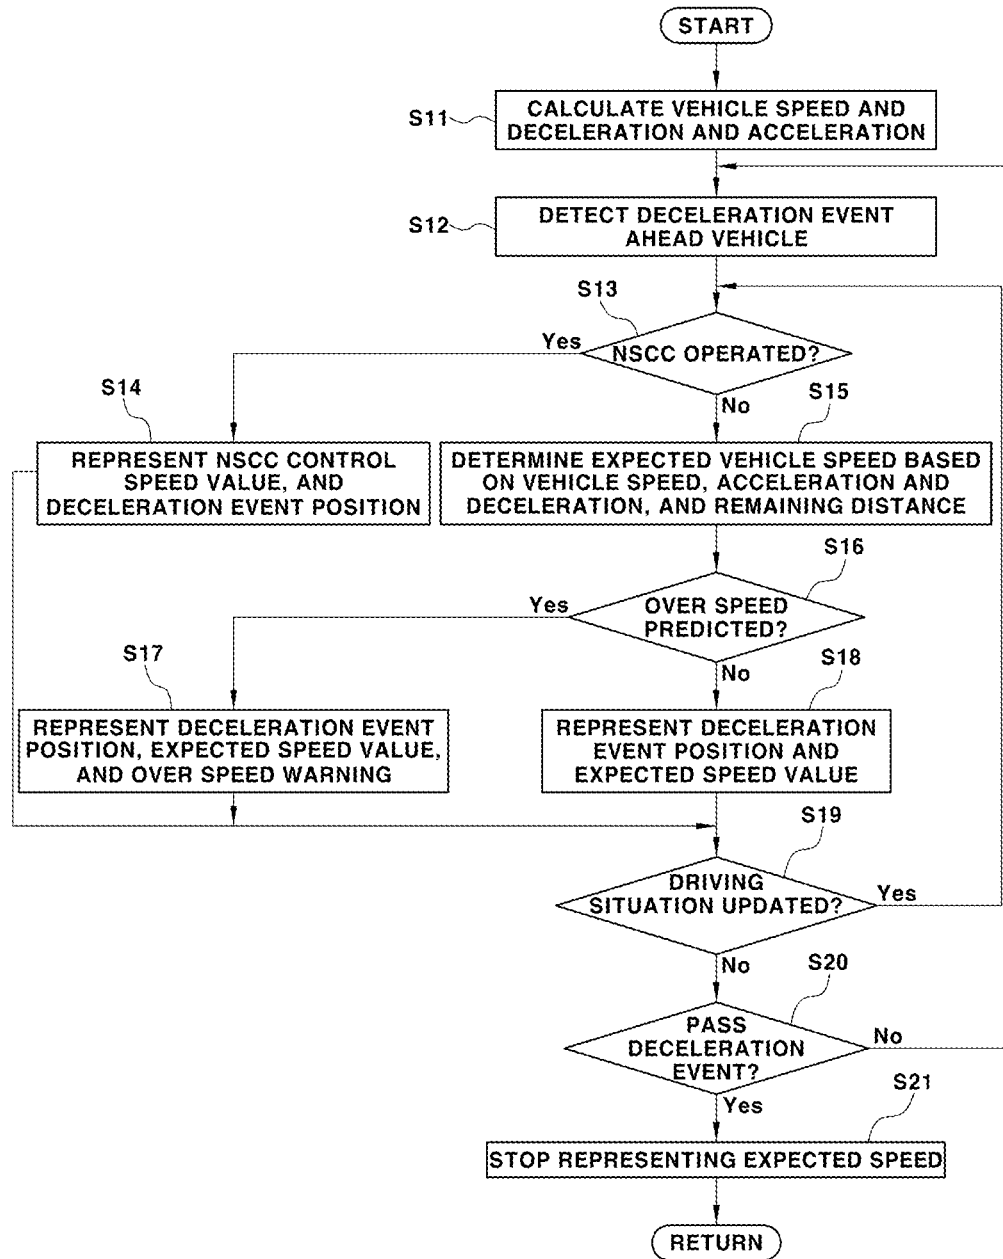 START
S11
CALCULATE VEHICLE SPEED AND
DECELERATION AND ACCELERATION
S12
DETECT DECELERATION EVENT
AHEAD VEHICLE
S13
NSCC OPERATED?
Yes
No
S14
REPRESENT NSCC CONTROL
SPEED VALUE, AND
DECELERATION EVENT POSITION
S15
DETERMINE EXPECTED VEHICLE SPEED BASED
ON VEHICLE SPEED, ACCELERATION AND
DECELERATION, AND REMAINING DISTANCE
S16
OVER SPEED
PREDICTED?
Yes
No
S17
REPRESENT DECELERATION EVENT
POSITION, EXPECTED SPEED VALUE,
AND OVER SPEED WARNING
S18
REPRESENT DECELERATION
EVENT POSITION AND
EXPECTED SPEED VALUE
S19
DRIVING
SITUATION UPDATED?
Yes
No
S20
PASS
DECELERATION
EVENT?
No
Yes
S21
STOP REPRESENTING EXPECTED SPEED
RETURN